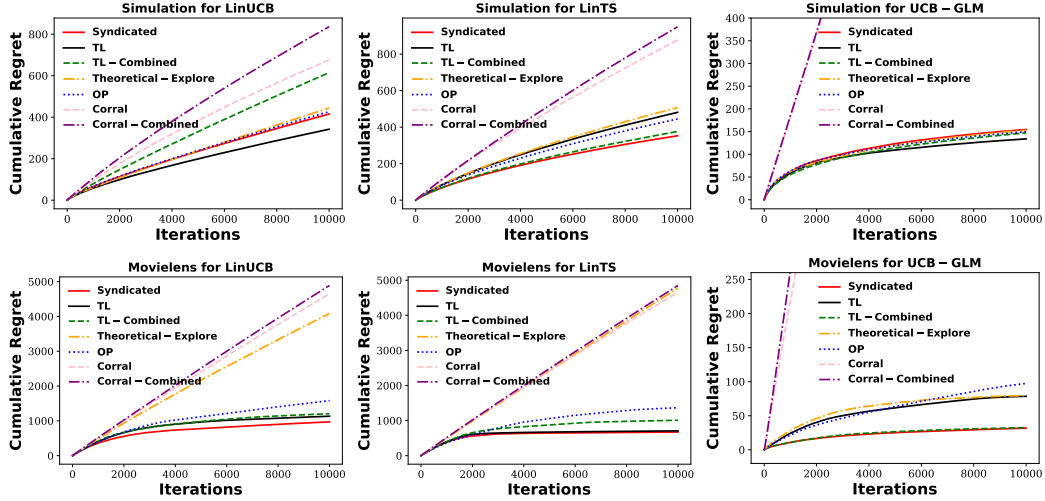 Simulation for LinUCB
Cumulative Regret
800
600
400
200
0
Syndicated
TL
TL−Combined
Theoretical−Explore
OP
Corral
Corral−Combined
0 2000 4000 6000 8000 10000
Iterations
Simulation for LinTS
Cumulative Regret
800
600
400
200
0
Syndicated
TL
TL−Combined
Theoretical−Explore
OP
Corral
Corral−Combined
0 2000 4000 6000 8000 10000
Iterations
Simulation for UCB−GLM
Cumulative Regret
400
350
300
250
200
150
100
50
0
Syndicated
TL
TL−Combined
Theoretical−Explore
OP
Corral
Corral−Combined
0 2000 4000 6000 8000 10000
Iterations
Movielens for LinUCB
Cumulative Regret
5000
4000
3000
2000
1000
0
Syndicated
TL
TL−Combined
Theoretical−Explore
OP
Corral
Corral−Combined
0 2000 4000 6000 8000 10000
Iterations
Movielens for LinTS
Cumulative Regret
5000
4000
3000
2000
1000
0
Syndicated
TL
TL−Combined
Theoretical−Explore
OP
Corral
Corral−Combined
0 2000 4000 6000 8000 10000
Iterations
Movielens for UCB−GLM
Cumulative Regret
250
200
150
100
50
0
Syndicated
TL
TL−Combined
Theoretical−Explore
OP
Corral
Corral−Combined
0 2000 4000 6000 8000 10000
Iterations